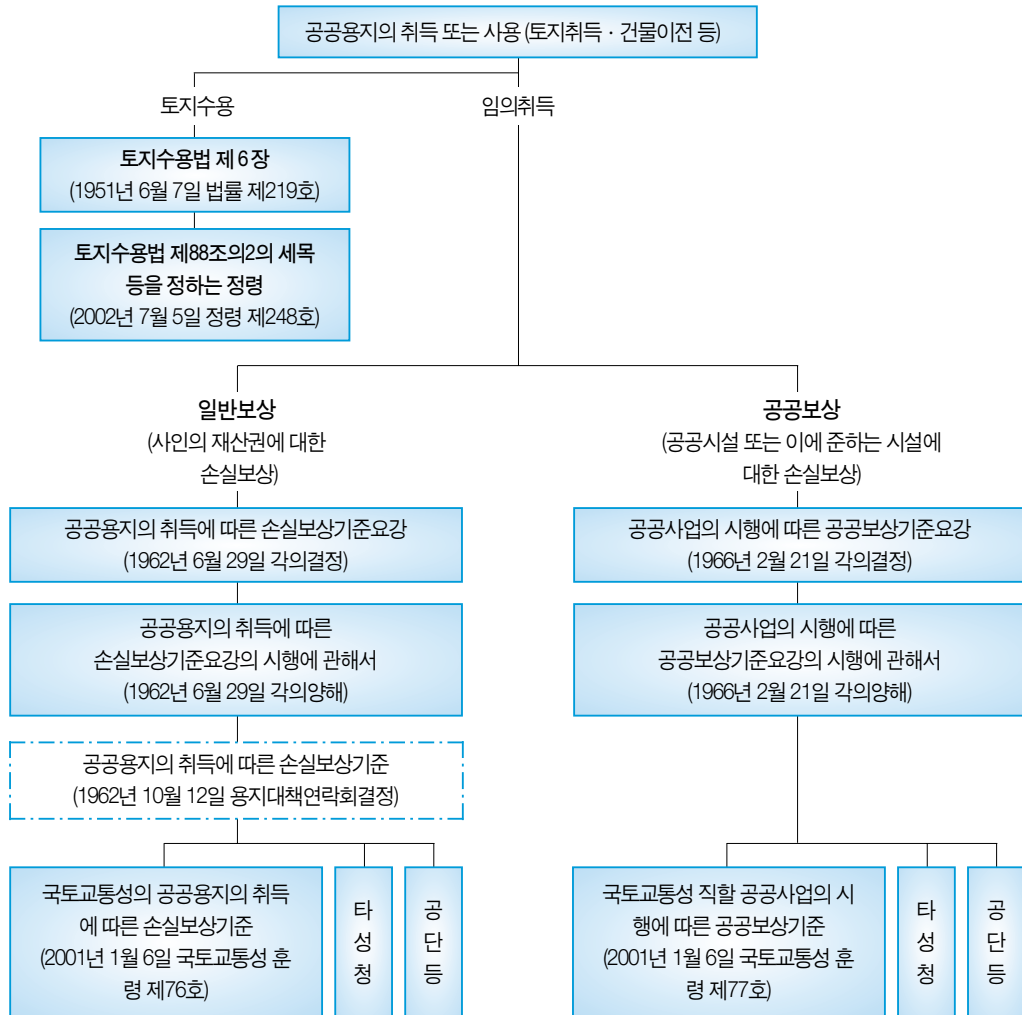 공공용지의 취득 또는 사용 (토지취득 · 건물이전 등)
토지수용
임의취득
토지수용법 제 6 장
(1951년 6월 7일 법률 제219호)
토지수용법 제88조의2의 세목
등을 정하는 정령
(2002년 7월 5일 정령 제248호)
일반보상
(사인의 재산권에 대한
손실보상)
공공보상
(공공시설 또는 이에 준하는 시설에
대한 손실보상)
공공용지의 취득에 따른 손실보상기준요강
(1962년 6월 29일 각의결정)
공공사업의 시행에 따른 공공보상기준요강
(1966년 2월 21일 각의결정)
공공용지의 취득에 따른
손실보상기준요강의 시행에 관해서
(1962년 6월 29일 각의양해)
공공사업의 시행에 따른
공공보상기준요강의 시행에 관해서
(1966년 2월 21일 각의양해)
공공용지의 취득에 따른 손실보상기준
(1962년 10월 12일 용지대책연락회결정)
국토교통성의 공공용지의 취득
에 따른 손실보상기준
(2001년 1월 6일 국토교통성 훈
령 제76호)
타
성
청
공
단
등
국토교통성 직할 공공사업의 시
행에 따른 공공보상기준
(2001년 1월 6일 국토교통성 훈
령 제77호)
타
성
청
공
단
등